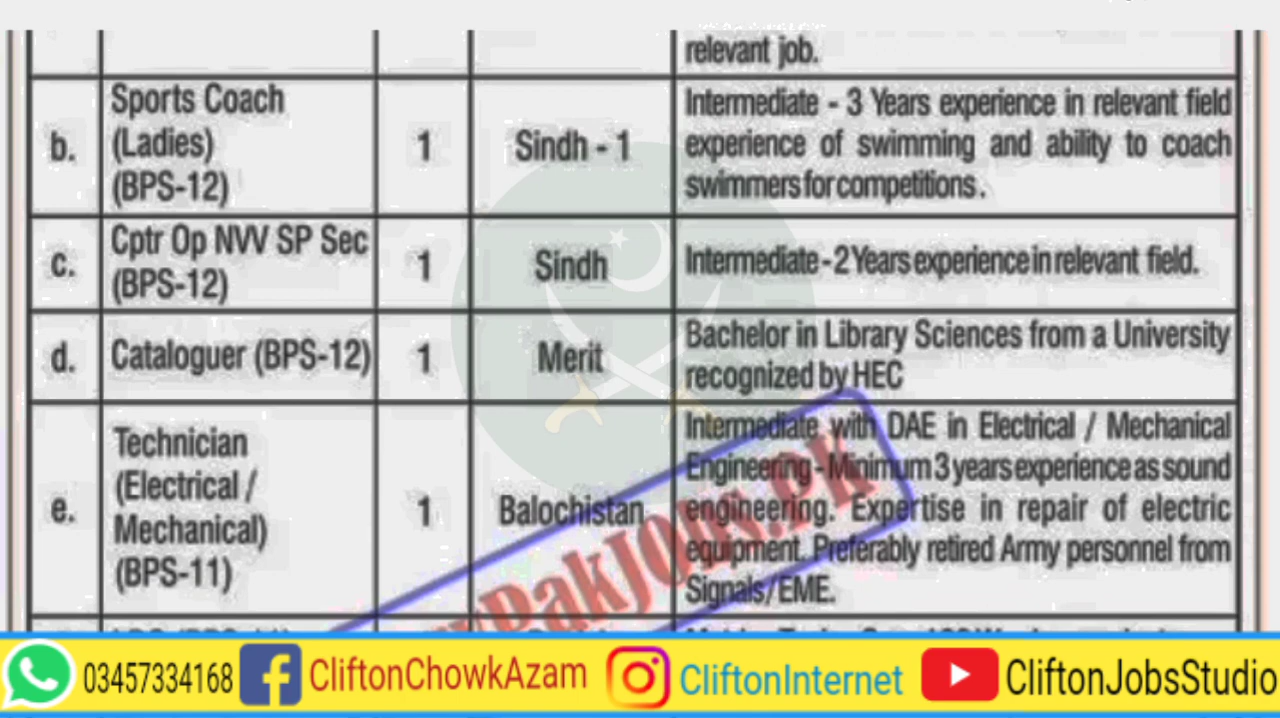 relevant job.
b.
Sports Coach
(Ladies)
(BPS-12)
1
Sindh - 1
Intermediate - 3 Years experience in relevant field
experience of swimming and ability to coach
swimmers for competitions.
c.
Cptr Op NVV SP Sec
(BPS-12)
1
Sindh
Intermediate - 2 Years experience in relevant field.
d.
Cataloguer (BPS-12)
1
Merit
Bachelor in Library Sciences from a University
recognized by HEC
e.
Technician
(Electrical /
Mechanical)
(BPS-11)
1
Balochistan
Intermediate with DAE in Electrical / Mechanical
Engineering - Minimum 3 years experience as sound
engineering. Expertise in repair of electric
equipment. Preferably retired Army personnel from
Signals/EME.
PakJobs.PK
03457334168
CliftonChowkAzam
CliftonInternet
CliftonJobsStudio